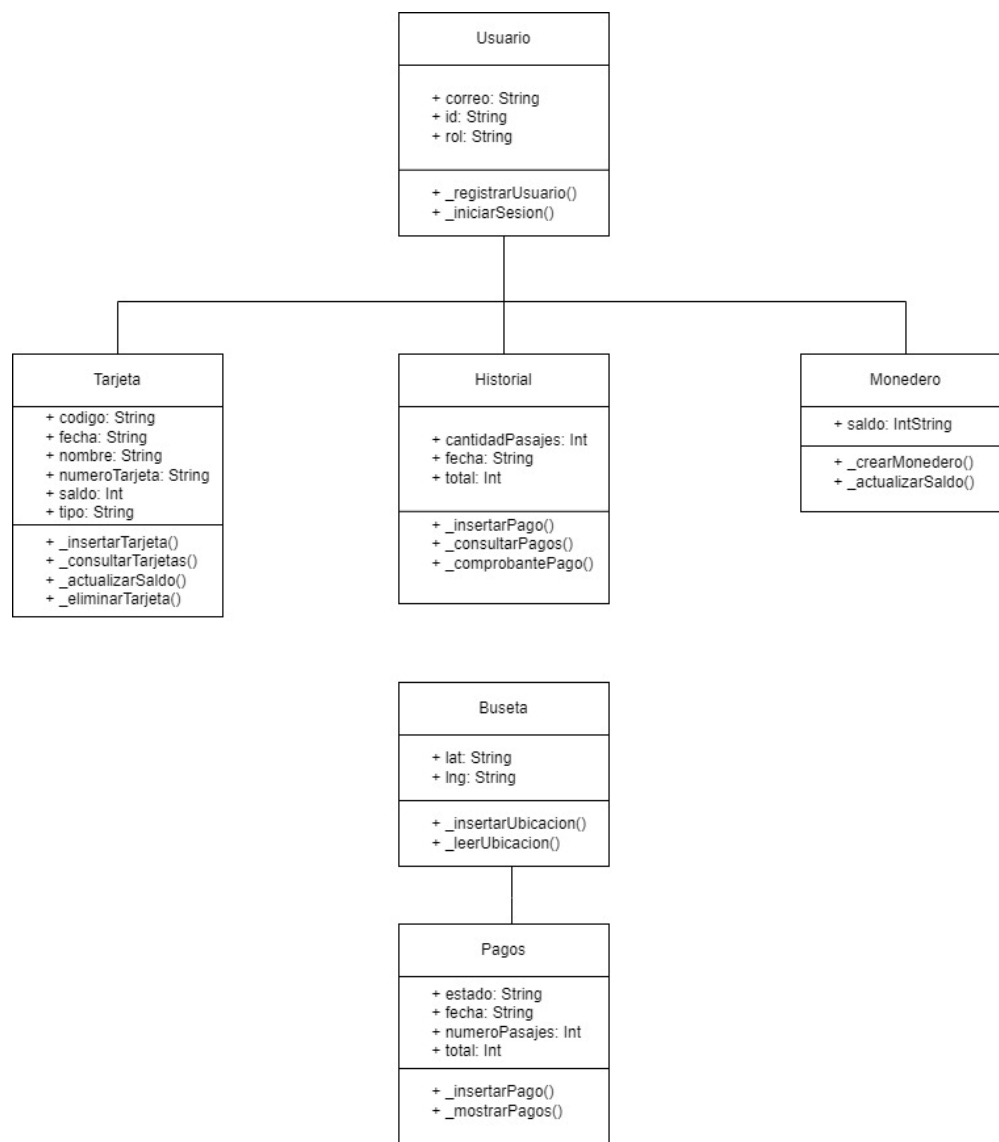 Usuario
+ correo: String
+ id: String
+ rol: String
+ _registrarUsuario()
+ _iniciarSesion()
Tarjeta
+ codigo: String
+ fecha: String
+ nombre: String
+ numeroTarjeta: String
+ saldo: Int
+ tipo: String
+ _insertarTarjeta()
+ _consultarTarjetas()
+ _actualizarSaldo()
+ _eliminarTarjeta()
Historial
+ cantidadPasajes: Int
+ fecha: String
+ total: Int
+ _insertarPago()
+ _consultarPagos()
+ _comprobantePago()
Monedero
+ saldo: IntString
+ _crearMonedero()
+ _actualizarSaldo()
Buseta
+ lat: String
+ lng: String
+ _insertarUbicacion()
+ _leerUbicacion()
Pagos
+ estado: String
+ fecha: String
+ numeroPasajes: Int
+ total: Int
+ _insertarPago()
+ _mostrarPagos()